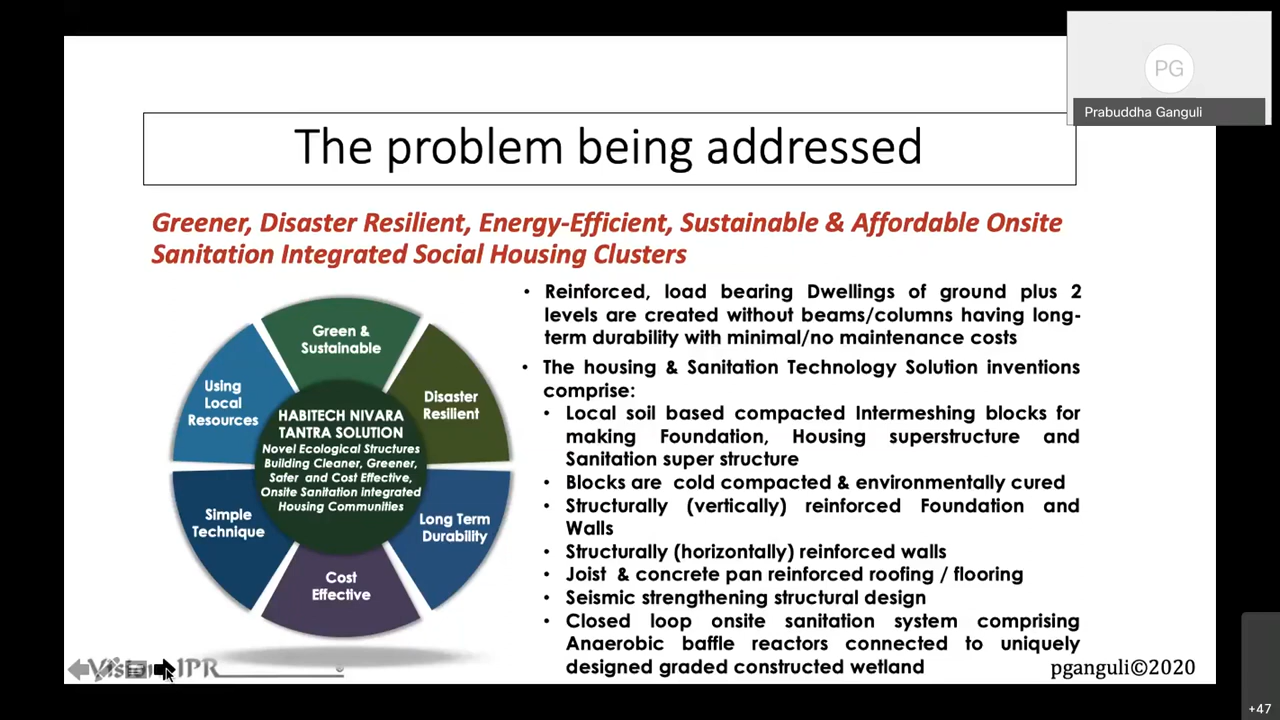 PG
Prabuddha Ganguli
The problem being addressed
Greener, Disaster Resilient, Energy-Efficient, Sustainable & Affordable Onsite
Sanitation Integrated Social Housing Clusters
Green &
Sustainable
Disaster
Resilient
Long Term
Durability
Cost
Effective
Simple
Technique
Using
Local
Resources
HABITECH NIVARA
TANTRA SOLUTION
Novel Ecological Structures
Building Cleaner, Greener,
Safer and Cost Effective,
Onsite Sanitation Integrated
Housing Communities
• Reinforced, load bearing Dwellings of ground plus 2
levels are created without beams/columns having long-
term durability with minimal/no maintenance costs
• The housing & Sanitation Technology Solution inventions
comprise:
• Local soil based compacted Intermeshing blocks for
making Foundation, Housing superstructure and
Sanitation super structure
• Blocks are cold compacted & environmentally cured
• Structurally (vertically) reinforced Foundation and
Walls
• Structurally (horizontally) reinforced walls
• Joist & concrete pan reinforced roofing / flooring
• Seismic strengthening structural design
• Closed loop onsite sanitation system comprising
Anaerobic baffle reactors connected to uniquely
designed graded constructed wetland
IPR
pganguli©2020
+47